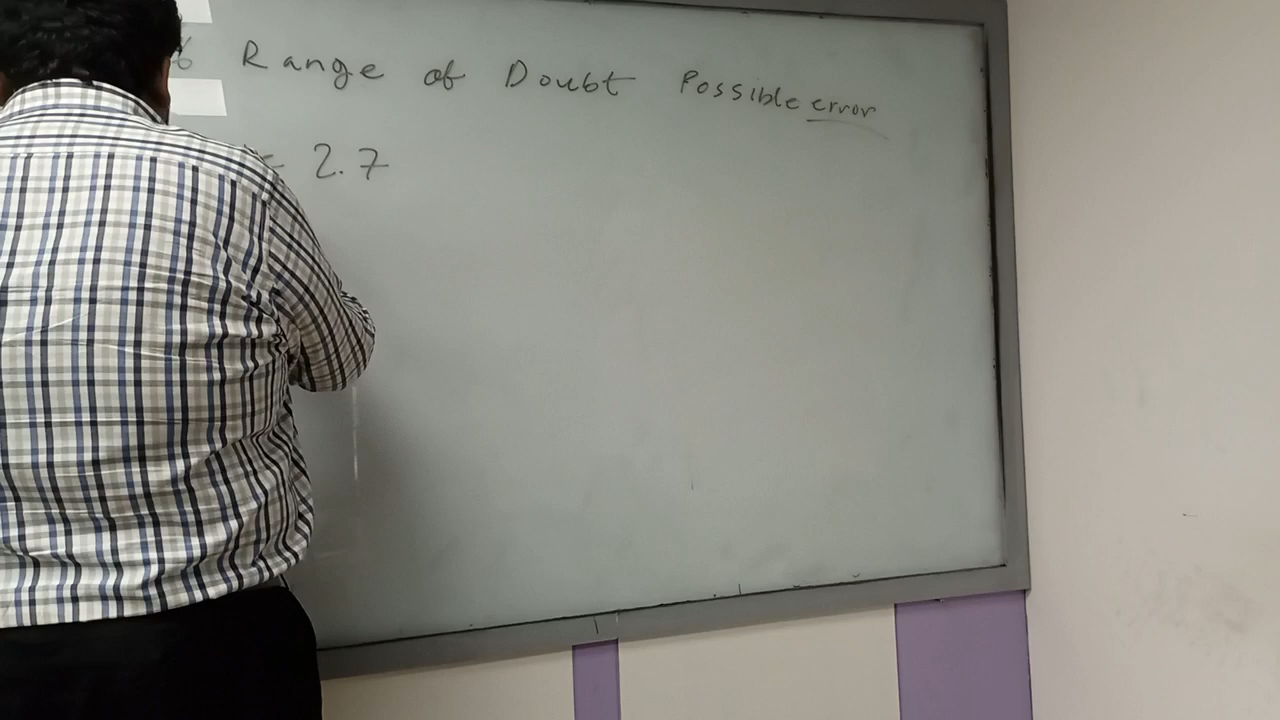 Range of Doubt Possible error
= 2.7